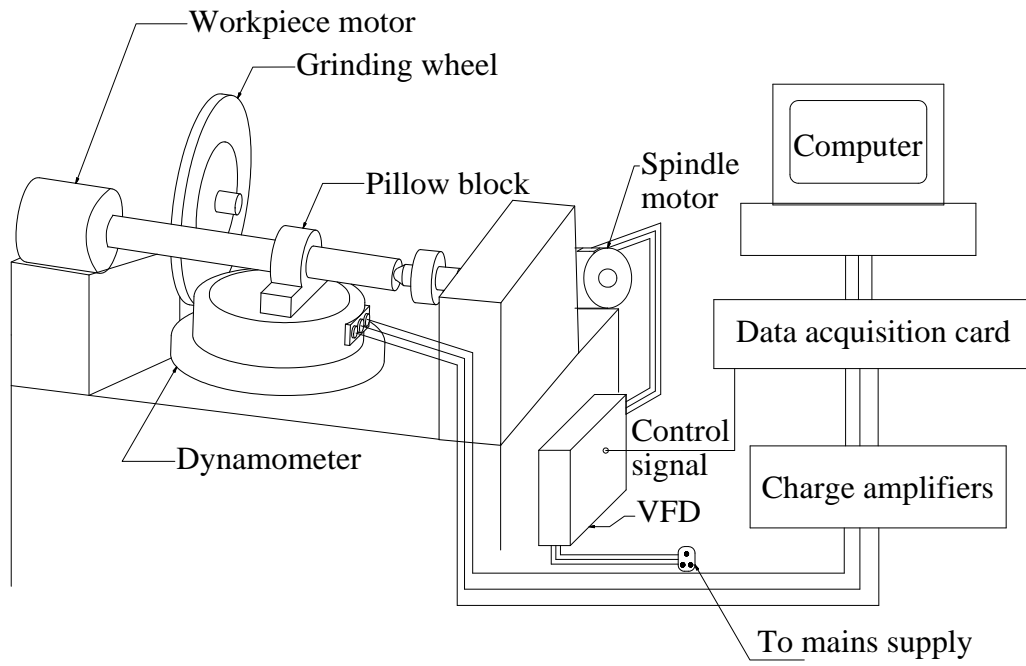 Workpiece motor
Grinding wheel
Pillow block
Spindle
motor
Computer
Data acquisition card
Control
signal
Charge amplifiers
VFD
Dynamometer
To mains supply